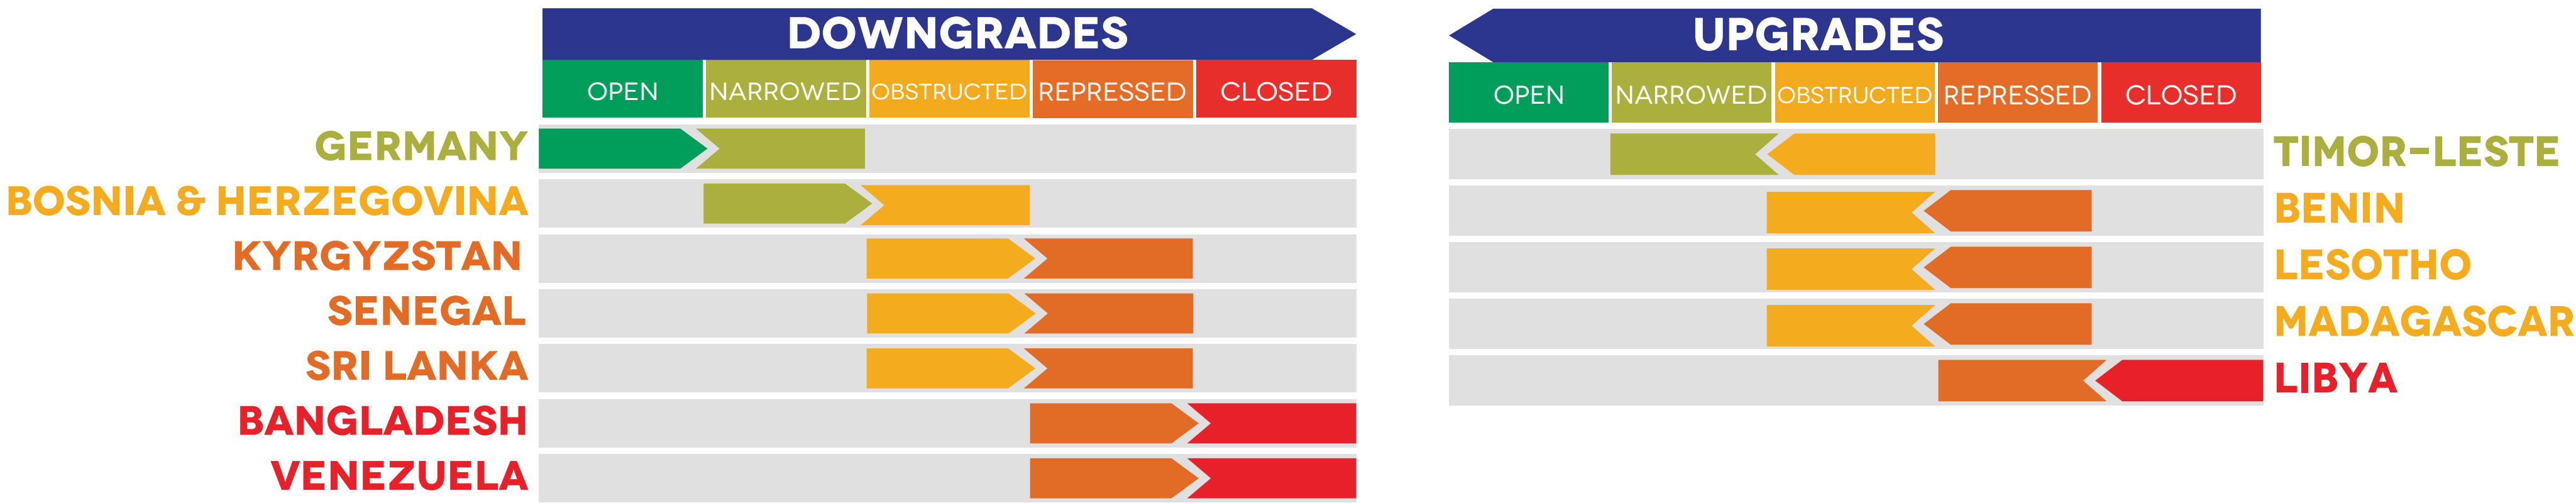 DOWNGRADES
OPEN NARROWED OBSTRUCTED REPRESSED CLOSED
GERMANY
BOSNIA & HERZEGOVINA
KYRGYZSTAN
SENEGAL
SRI LANKA
BANGLADESH
VENEZUELA
UPGRADES
OPEN NARROWED OBSTRUCTED REPRESSED CLOSED
TIMOR-LESTE
BENIN
LESOTHO
MADAGASCAR
LIBYA